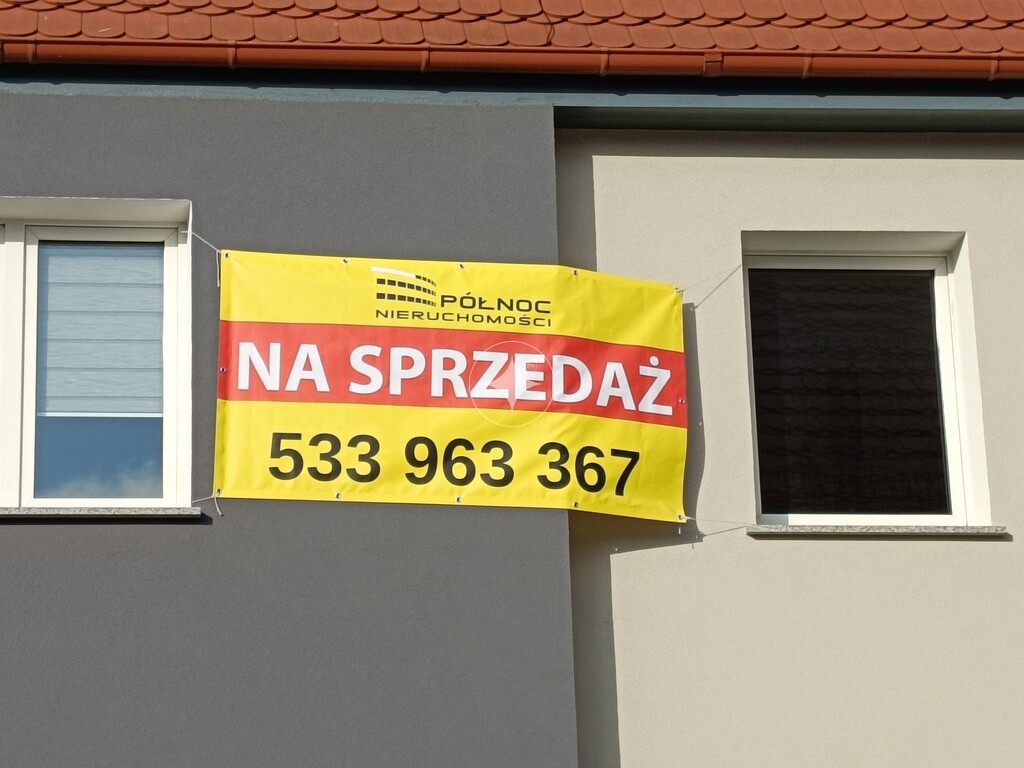 PÓŁNOC
NIERUCHOMOŚCI
NA SPRZEDAŻ
533 963 367